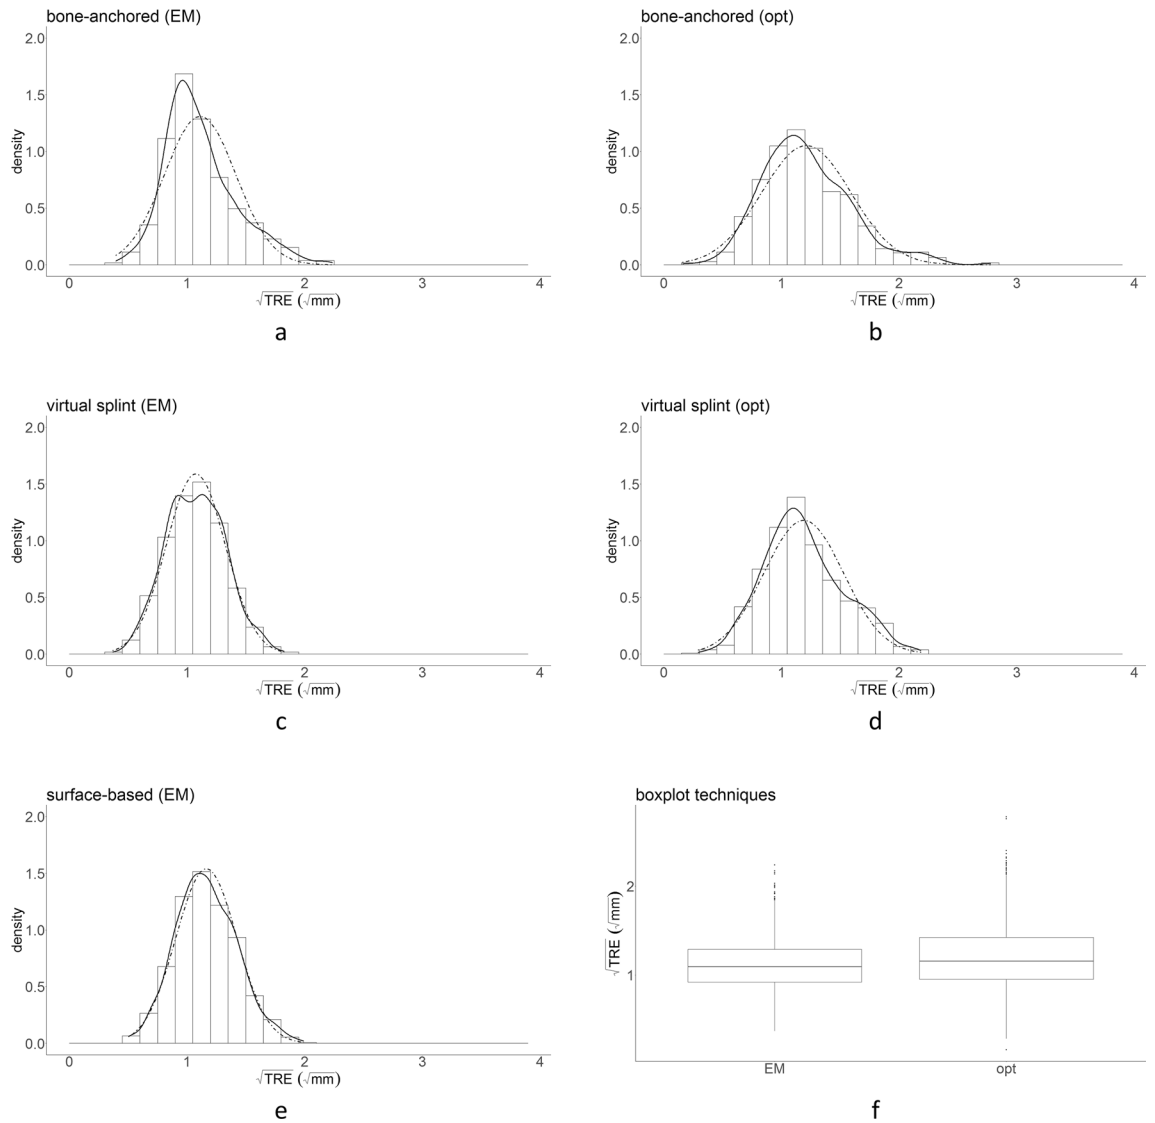 bone-anchored (EM)
2.0
1.5
1.0
0.5
0.0
density
0 1 2 3 4
√TRE (√mm)
a
bone-anchored (opt)
2.0
1.5
1.0
0.5
0.0
density
0 1 2 3 4
√TRE (√mm)
b
virtual splint (EM)
2.0
1.5
1.0
0.5
0.0
density
0 1 2 3 4
√TRE (√mm)
c
virtual splint (opt)
2.0
1.5
1.0
0.5
0.0
density
0 1 2 3 4
√TRE (√mm)
d
surface-based (EM)
2.0
1.5
1.0
0.5
0.0
density
0 1 2 3 4
√TRE (√mm)
e
boxplot techniques
2
1
√TRE (√mm)
EM opt
f